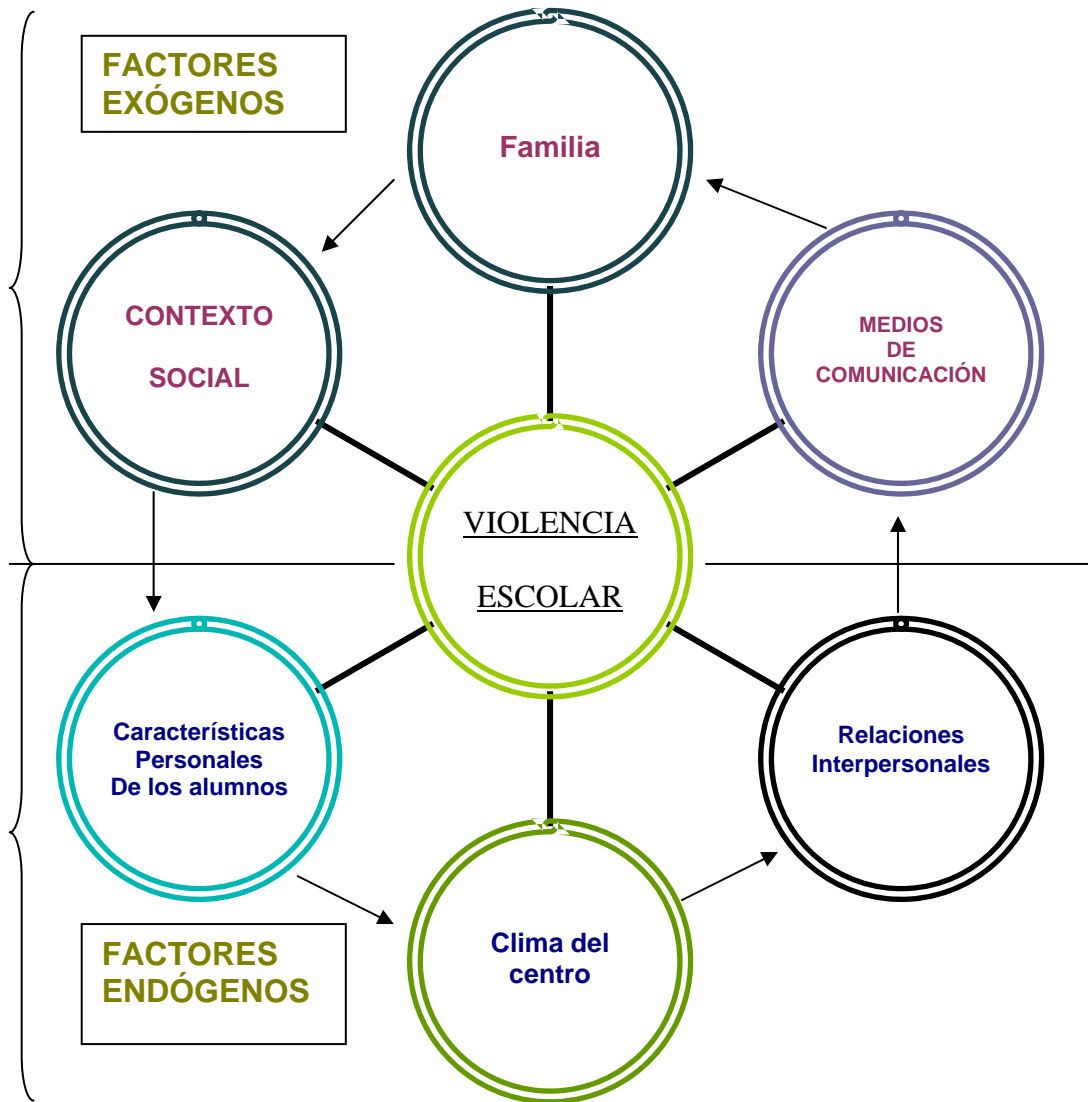 FACTORES
EXÓGENOS
Familia
CONTEXTO
SOCIAL
MEDIOS
DE
COMUNICACIÓN
VIOLENCIA
ESCOLAR
Característícas
Personales
De los alumnos
Relaciones
Interpersonales
FACTORES
ENDÓGENOS
Clima del
centro